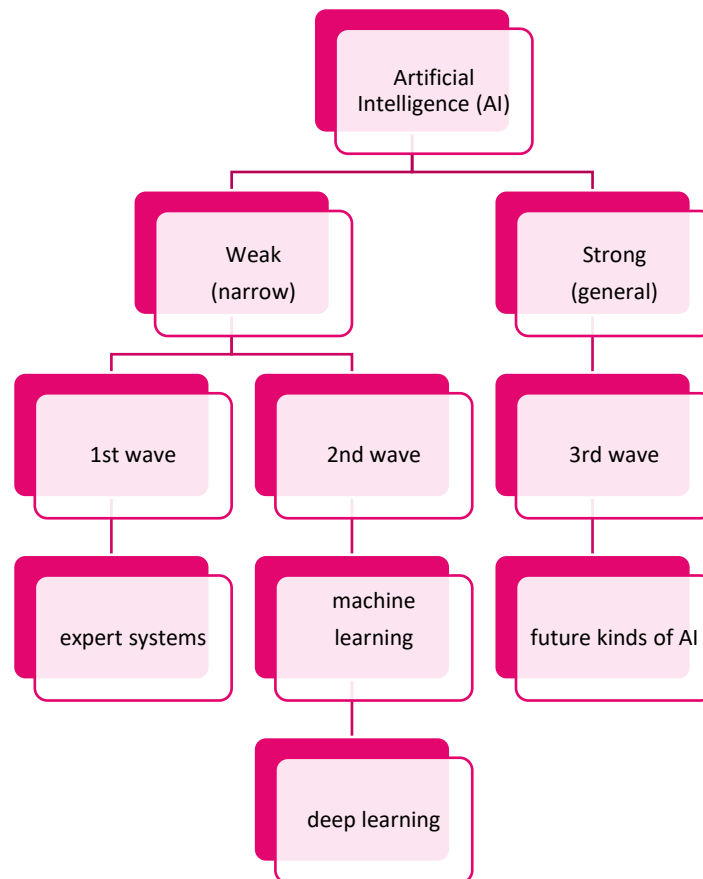 Artificial
Intelligence (AI)
Weak
(narrow)
Strong
(general)
1st wave
2nd wave
3rd wave
expert systems
machine
learning
future kinds of AI
deep learning